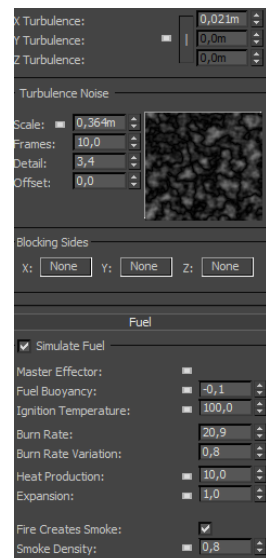 X Turbulence: 0,021m
Y Turbulence: 0,0m
Z Turbulence: 0,0m
Turbulence Noise
Scale: 0,364m
Frames: 10,0
Detail: 3,4
Offset: 0,0
Blocking Sides
X: None Y: None Z: None
Fuel
Simulate Fuel
Master Effector:
Fuel Buoyancy: -0,1
Ignition Temperature: 100,0
Burn Rate: 20,9
Burn Rate Variation: 0,8
Heat Production: 10,0
Expansion: 1,0
Fire Creates Smoke:
Smoke Density: 0,8